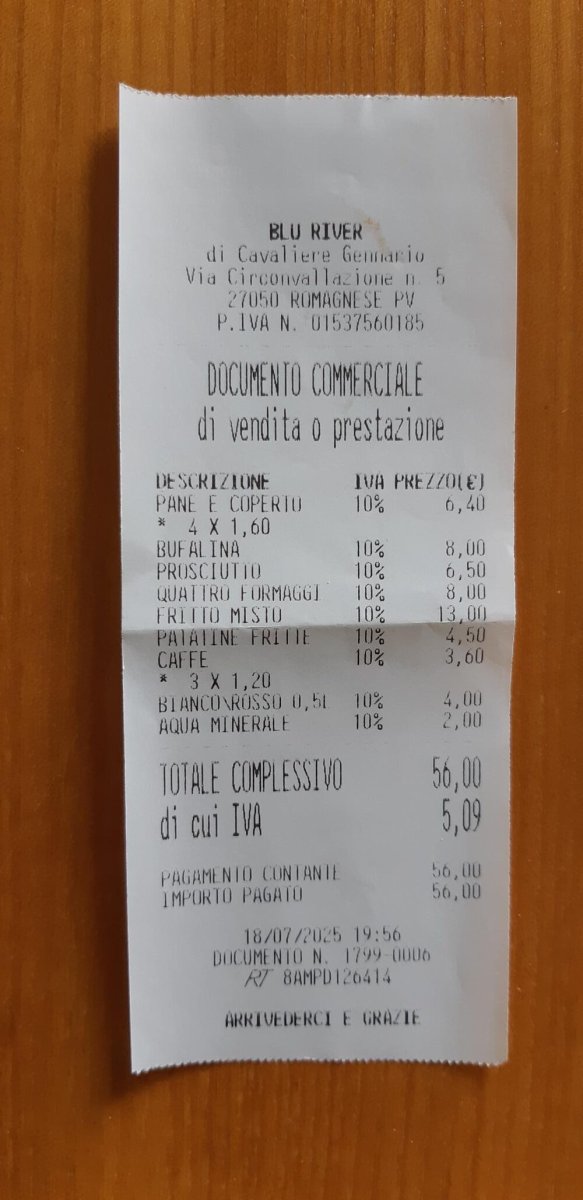 BLU RIVER
di Cavaliere Gennario
Via Circonvallazione n. 5
27050 ROMAGNESE PV
P.IVA N. 01537560185
DOCUMENTO COMMERCIALE
di vendita o prestazione
DESCRIZIONE IVA PREZZO(€)
PANE E COPERTO 10% 6,40
* 4 X 1,60
BUFALINA 10% 8,00
PROSCIUTTO 10% 6,50
QUATTRO FORMAGGI 10% 8,00
FRITTO MISTO 10% 13,00
PATATINE FRITTE 10% 4,50
CAFFE 10% 3,60
* 3 X 1,20
BIANCO\ROSSO 0,5L 10% 4,00
AQUA MINERALE 10% 2,00
TOTALE COMPLESSIVO 56,00
di cui IVA 5,09
PAGAMENTO CONTANTE 56,00
IMPORTO PAGATO 56,00
18/07/2025 19:56
DOCUMENTO N. 1799-0006
RT 8AMPD126414
ARRIVEDERCI E GRAZIE